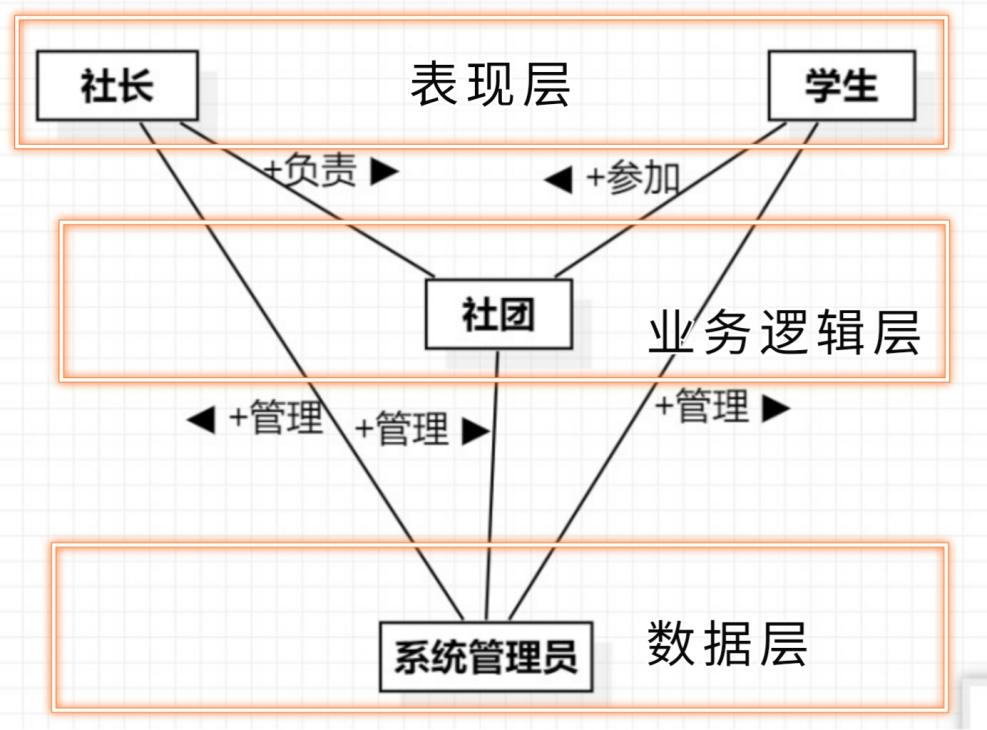 社长
表现层
学生
+负责 ▶
◀ +参加
社团
业务逻辑层
◀ +管理
+管理 ▶
+管理 ▶
系统管理员
数据层